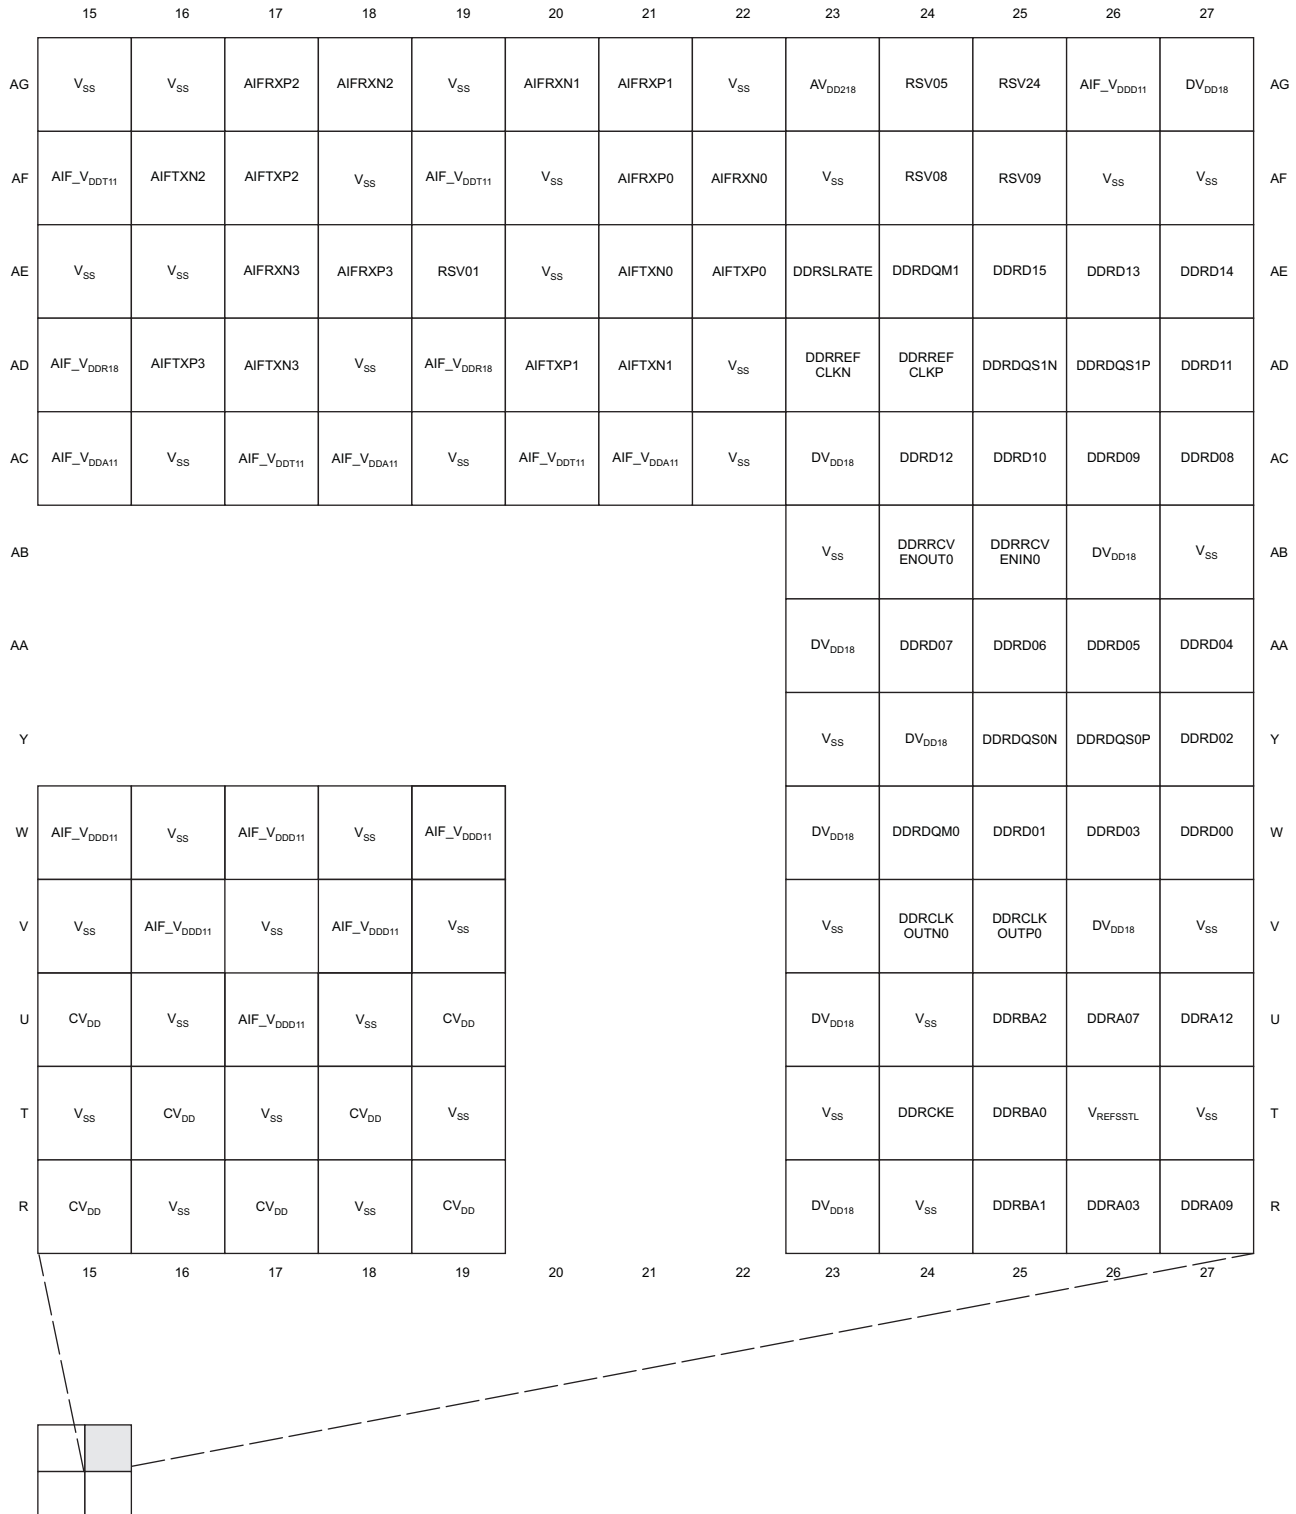 15 16 17 18 19 20 21 22 23 24 25 26 27
AG VSS VSS AIFRXP2 AIFRXN2 VSS AIFRXN1 AIFRXP1 VSS AVDD218 RSV05 RSV24 AIF_VDDD11 DVDD18 AG
AF AIF_VDDT11 AIFTXN2 AIFTXP2 VSS AIF_VDDT11 VSS AIFRXP0 AIFRXN0 VSS RSV08 RSV09 VSS VSS AF
AE VSS VSS AIFRXN3 AIFRXP3 RSV01 VSS AIFTXN0 AIFTXP0 DDRSLRATE DDRDQM1 DDRD15 DDRD13 DDRD14 AE
AD AIF_VDDR18 AIFTXP3 AIFTXN3 VSS AIF_VDDR18 AIFTXP1 AIFTXN1 VSS DDRREF CLKN DDRREF CLKP DDRDQS1N DDRDQS1P DDRD11 AD
AC AIF_VDDA11 VSS AIF_VDDT11 AIF_VDDA11 VSS AIF_VDDT11 AIF_VDDA11 VSS DVDD18 DDRD12 DDRD10 DDRD09 DDRD08 AC
AB VSS DDRRCV ENOUT0 DDRRCV ENIN0 DVDD18 VSS AB
AA DVDD18 DDRD07 DDRD06 DDRD05 DDRD04 AA
Y VSS DVDD18 DDRDQS0N DDRDQS0P DDRD02 Y
W AIF_VDDD11 VSS AIF_VDDD11 VSS AIF_VDDD11 DVDD18 DDRDQM0 DDRD01 DDRD03 DDRD00 W
V VSS AIF_VDDD11 VSS AIF_VDDD11 VSS VSS DDRCLK OUTN0 DDRCLK OUTP0 DVDD18 VSS V
U CVDD VSS AIF_VDDD11 VSS CVDD DVDD18 VSS DDRBA2 DDRA07 DDRA12 U
T VSS CVDD VSS CVDD VSS VSS DDRCKE DDRBA0 VREFSSTL VSS T
R CVDD VSS CVDD VSS CVDD DVDD18 VSS DDRBA1 DDRA03 DDRA09 R
15 16 17 18 19 20 21 22 23 24 25 26 27